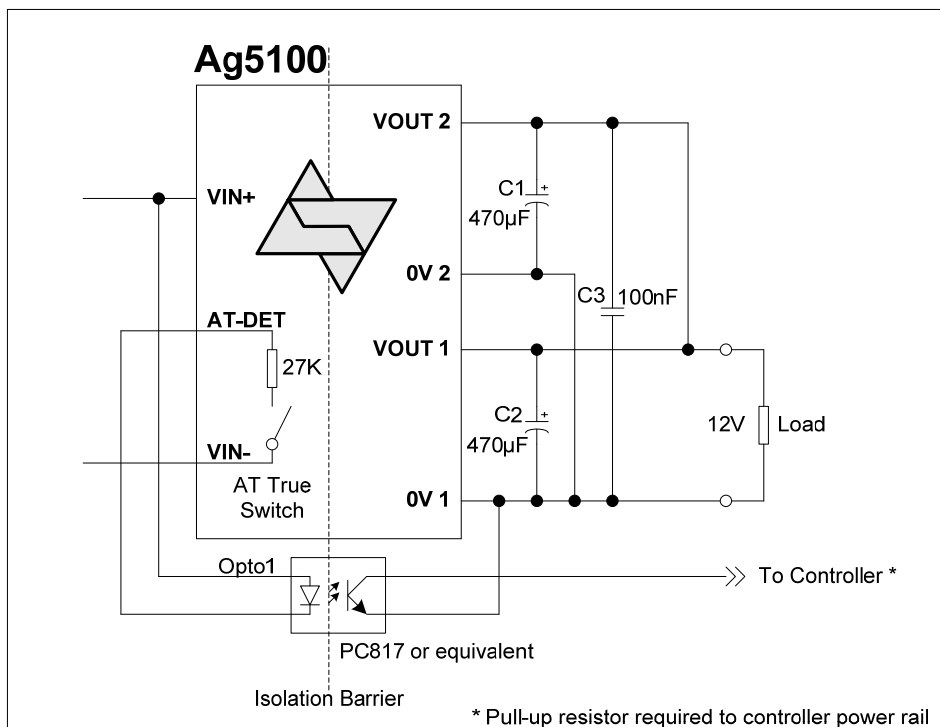 Ag5100
VOUT 2
VIN+
C1
+
470µF
0V 2
C3
100nF
AT-DET
VOUT 1
27K
C2
+
470µF
12V
Load
VIN-
AT True
Switch
0V 1
Opto1
To Controller *
PC817 or equivalent
Isolation Barrier
* Pull-up resistor required to controller power rail